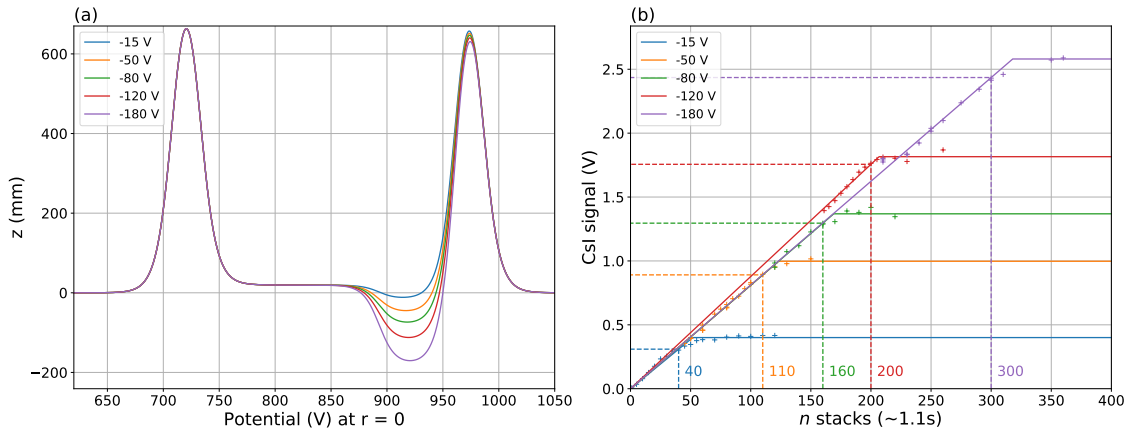 (a)
-15 V
-50 V
-80 V
-120 V
-180 V
z (mm)
600
400
200
0
−200
650
700
750
800
850
900
950
1000
1050
Potential (V) at r = 0
(b)
-15 V
-50 V
-80 V
-120 V
-180 V
CsI signal (V)
2.5
2.0
1.5
1.0
0.5
0.0
40
110
160
200
300
0
50
100
150
200
250
300
350
400
n stacks (~1.1s)